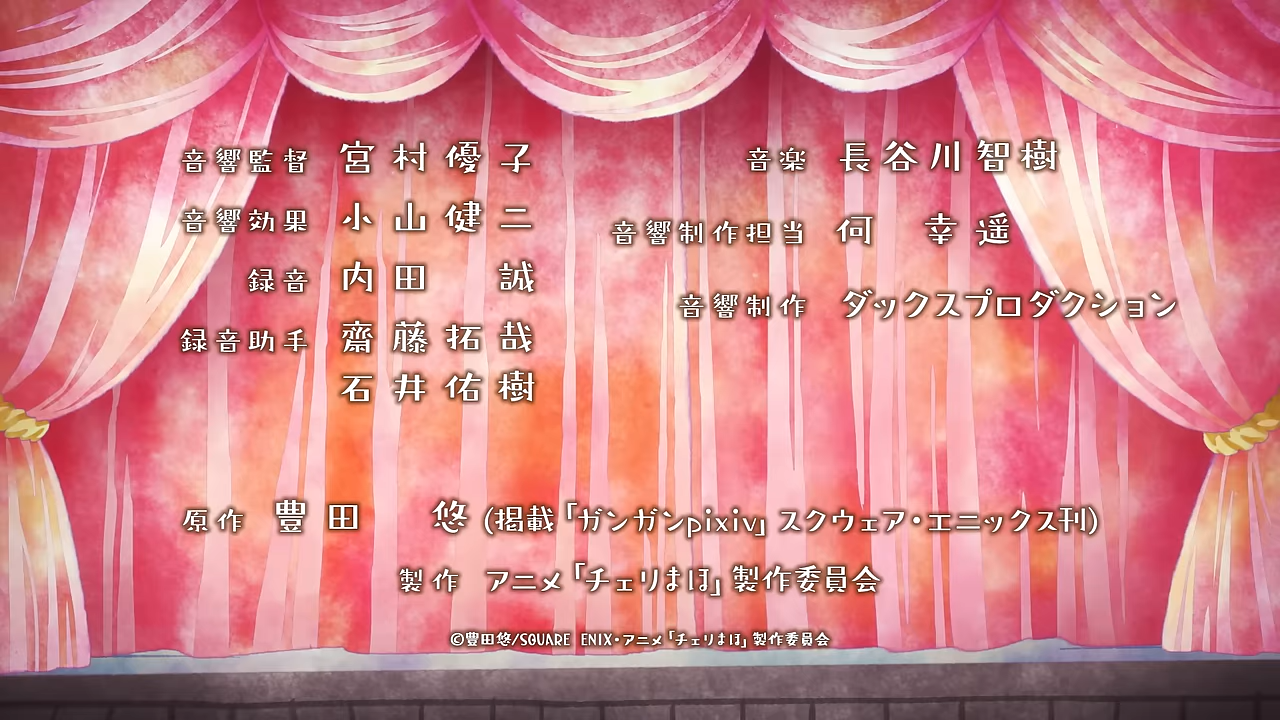 音響監督 宮村優子
音響効果 小山健二
録音 内田 誠
録音助手 齋藤拓哉
石井佑樹
音楽 長谷川智樹
音響制作担当 何 幸遥
音響制作 ダックスプロダクション
原作 豊田 悠 (掲載「ガンガンpixiv」スクウェア・エニックス刊)
製作 アニメ「チェリまほ」製作委員会
©豊田悠/SQUARE ENIX・アニメ「チェリまほ」製作委員会